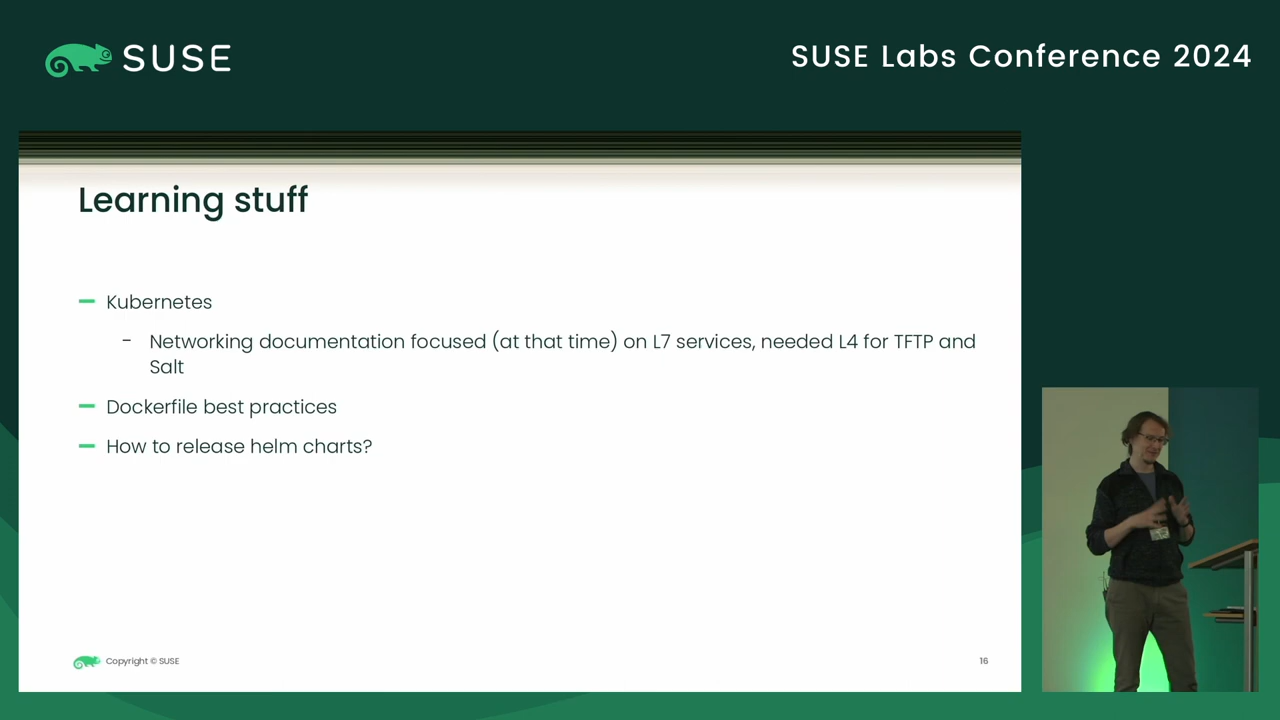 SUSE
SUSE Labs Conference 2024
Learning stuff
Kubernetes
- Networking documentation focused (at that time) on L7 services, needed L4 for TFTP and
Salt
Dockerfile best practices
How to release helm charts?
Copyright © SUSE
16